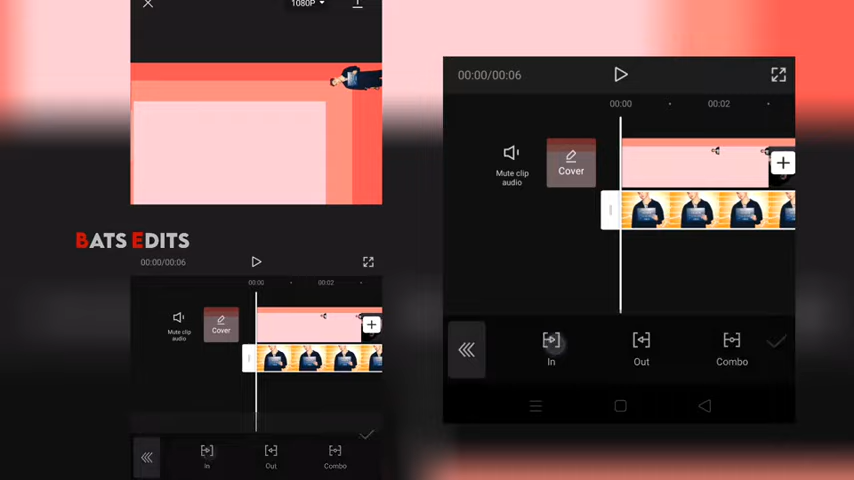 1080P
BATS EDITS
00:00/00:06
00:00
00:02
Mute clip
audio
Cover
In
Out
Combo
00:00/00:06
00:00
00:02
Mute clip
audio
Cover
In
Out
Combo